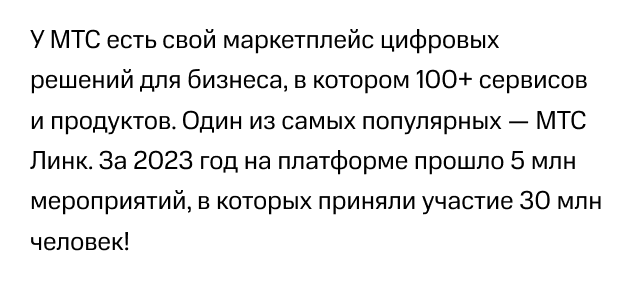 У МТС есть свой маркетплейс цифровых
решений для бизнеса, в котором 100+ сервисов
и продуктов. Один из самых популярных — МТС
Линк. За 2023 год на платформе прошло 5 млн
мероприятий, в которых приняли участие 30 млн
человек!